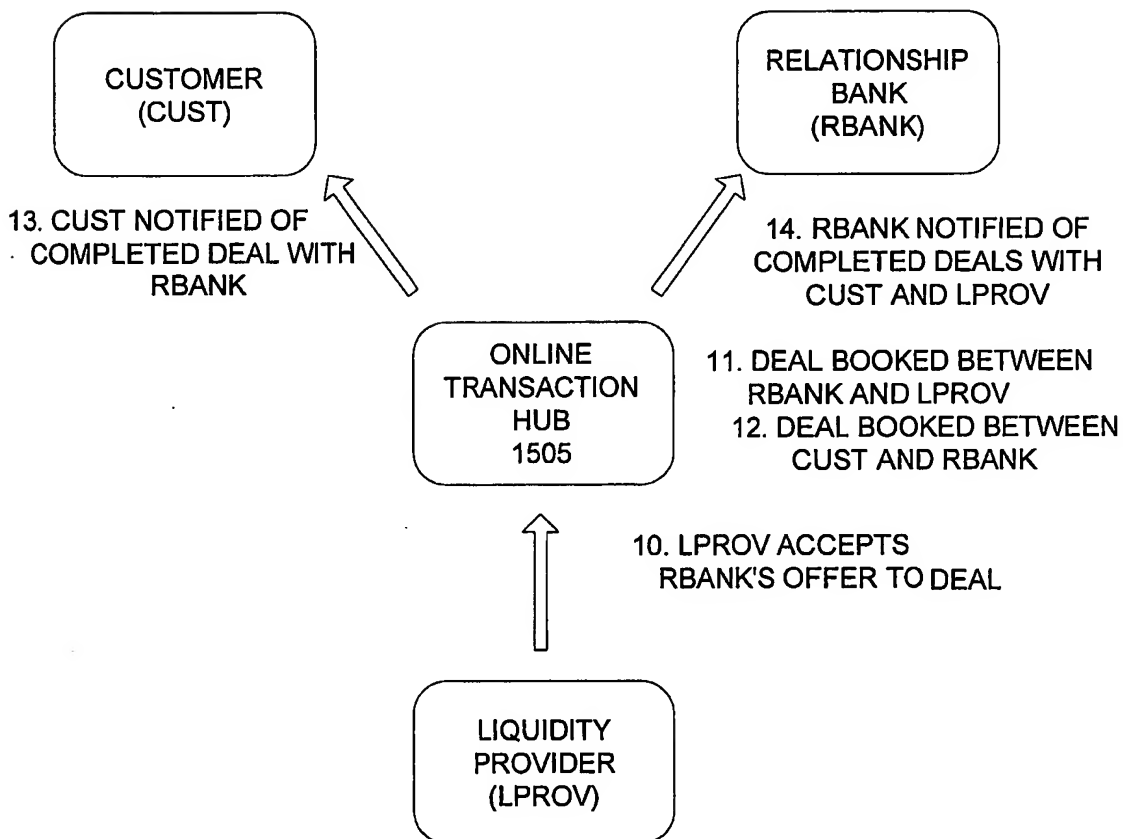 CUSTOMER
(CUST)
RELATIONSHIP
BANK
(RBANK)
13. CUST NOTIFIED OF
COMPLETED DEAL WITH
RBANK
14. RBANK NOTIFIED OF
COMPLETED DEALS WITH
CUST AND LPROV
ONLINE
TRANSACTION
HUB
1505
11. DEAL BOOKED BETWEEN
RBANK AND LPROV
12. DEAL BOOKED BETWEEN
CUST AND RBANK
10. LPROV ACCEPTS
RBANK'S OFFER TO DEAL
LIQUIDITY
PROVIDER
(LPROV)